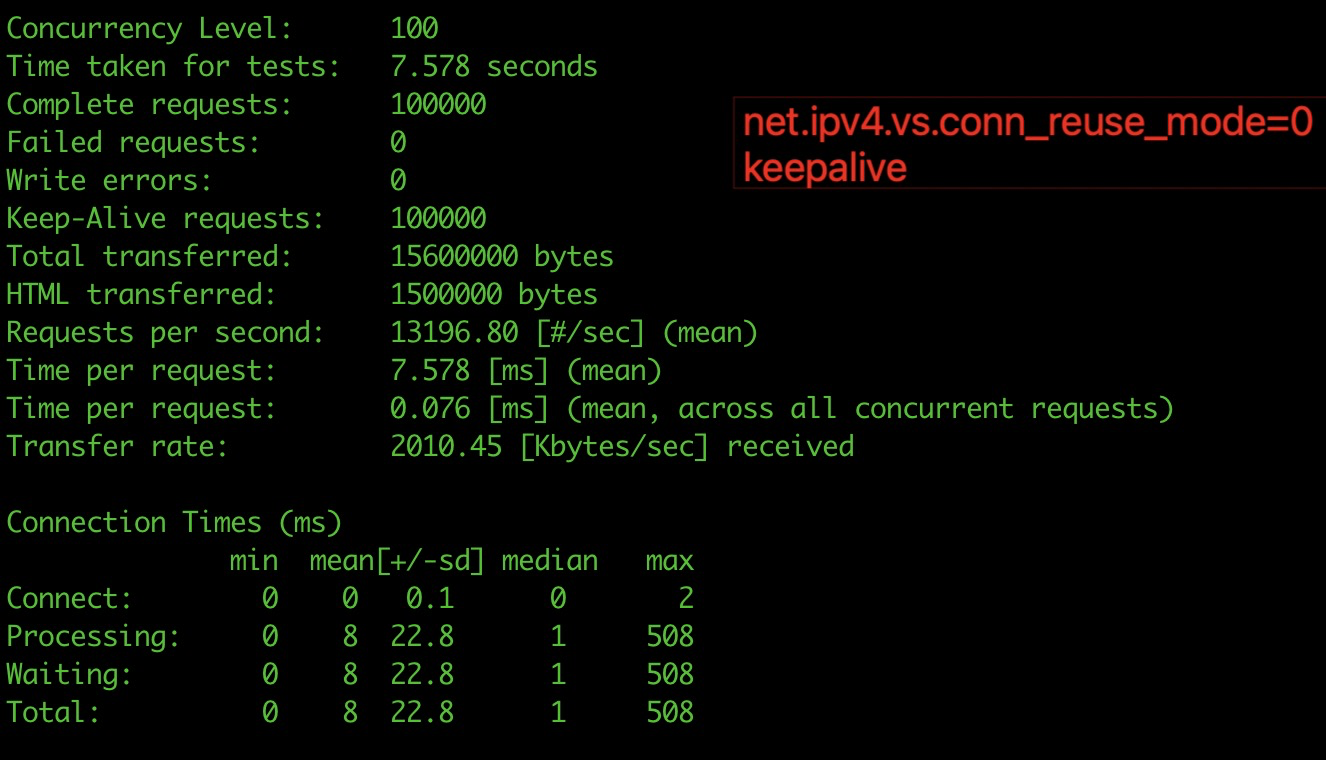 Concurrency Level: 100
Time taken for tests: 7.578 seconds
Complete requests: 100000
Failed requests: 0
Write errors: 0
Keep-Alive requests: 100000
Total transferred: 15600000 bytes
HTML transferred: 1500000 bytes
Requests per second: 13196.80 [#/sec] (mean)
Time per request: 7.578 [ms] (mean)
Time per request: 0.076 [ms] (mean, across all concurrent requests)
Transfer rate: 2010.45 [Kbytes/sec] received
net.ipv4.vs.conn_reuse_mode=0
keepalive
Connection Times (ms)
min mean[+/-sd] median max
Connect: 0 0 0.1 0 2
Processing: 0 8 22.8 1 508
Waiting: 0 8 22.8 1 508
Total: 0 8 22.8 1 508